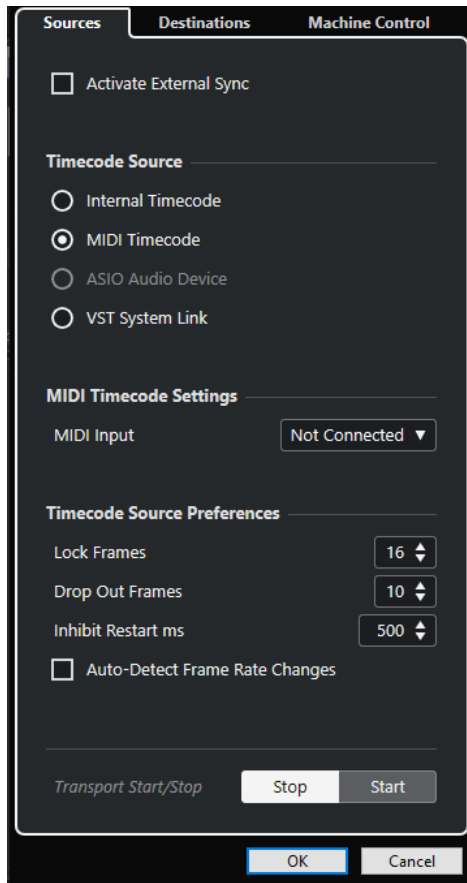 Sources Destinations Machine Control
Activate External Sync
Timecode Source
Internal Timecode
MIDI Timecode
ASIO Audio Device
VST System Link
MIDI Timecode Settings
MIDI Input Not Connected
Timecode Source Preferences
Lock Frames 16
Drop Out Frames 10
Inhibit Restart ms 500
Auto-Detect Frame Rate Changes
Transport Start/Stop Stop Start
OK Cancel